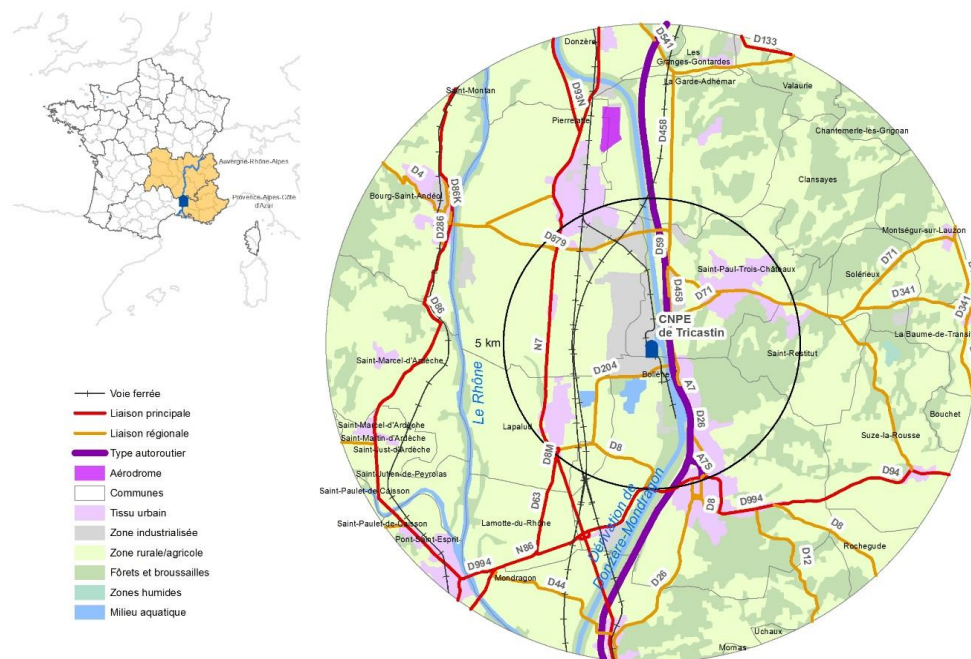 Auvergne-Rhône-Alpes
Provence-Alpes-Côte
d'Azur
Voie ferrée
Liaison principale
Liaison régionale
Type autoroutier
Aérodrome
Communes
Tissu urbain
Zone industrialisée
Zone rurale/agricole
Fôrets et broussailles
Zones humides
Milieu aquatique
Donzère
D541
D133
Les
Granges-Gontardes
La Garde-Adhémar
Valaurie
Saint-Montan
D93N
Pierrelatte
D458
Chantemerle-lès-Grignan
Clansayes
D4
D86K
Bourg-Saint-Andéol
D286
D879
D59
Montségur-sur-Lauzon
D71
Saint-Paul-Trois-Châteaux
Solérieux
D458
D71
D341
D341
D86
CNPE
de Tricastin
La Baume-de-Transi
5 km
N7
Saint-Restitut
Saint-Marcel-d'Ardèche
Le Rhône
D204
Bollène
A7
D26
Bouchet
Saint-Marcel-d'Ardèche
Saint-Martin-d'Ardèche
Saint-Just-d'Ardèche
Lapalud
D8M
D8
Suze-la-Rousse
A7S
Saint-Julien-de-Peyrolas
D94
Saint-Paulet-de-Caisson
D63
D8
D994
Saint-Paulet-de-Caisson
Lamotte-du-Rhône
Dérivation de
Donzère-Mondragon
D8
Pont-Saint-Esprit
N86
Rochegude
D994
D12
Mondragon
D44
D26
Uchaux
Mornas